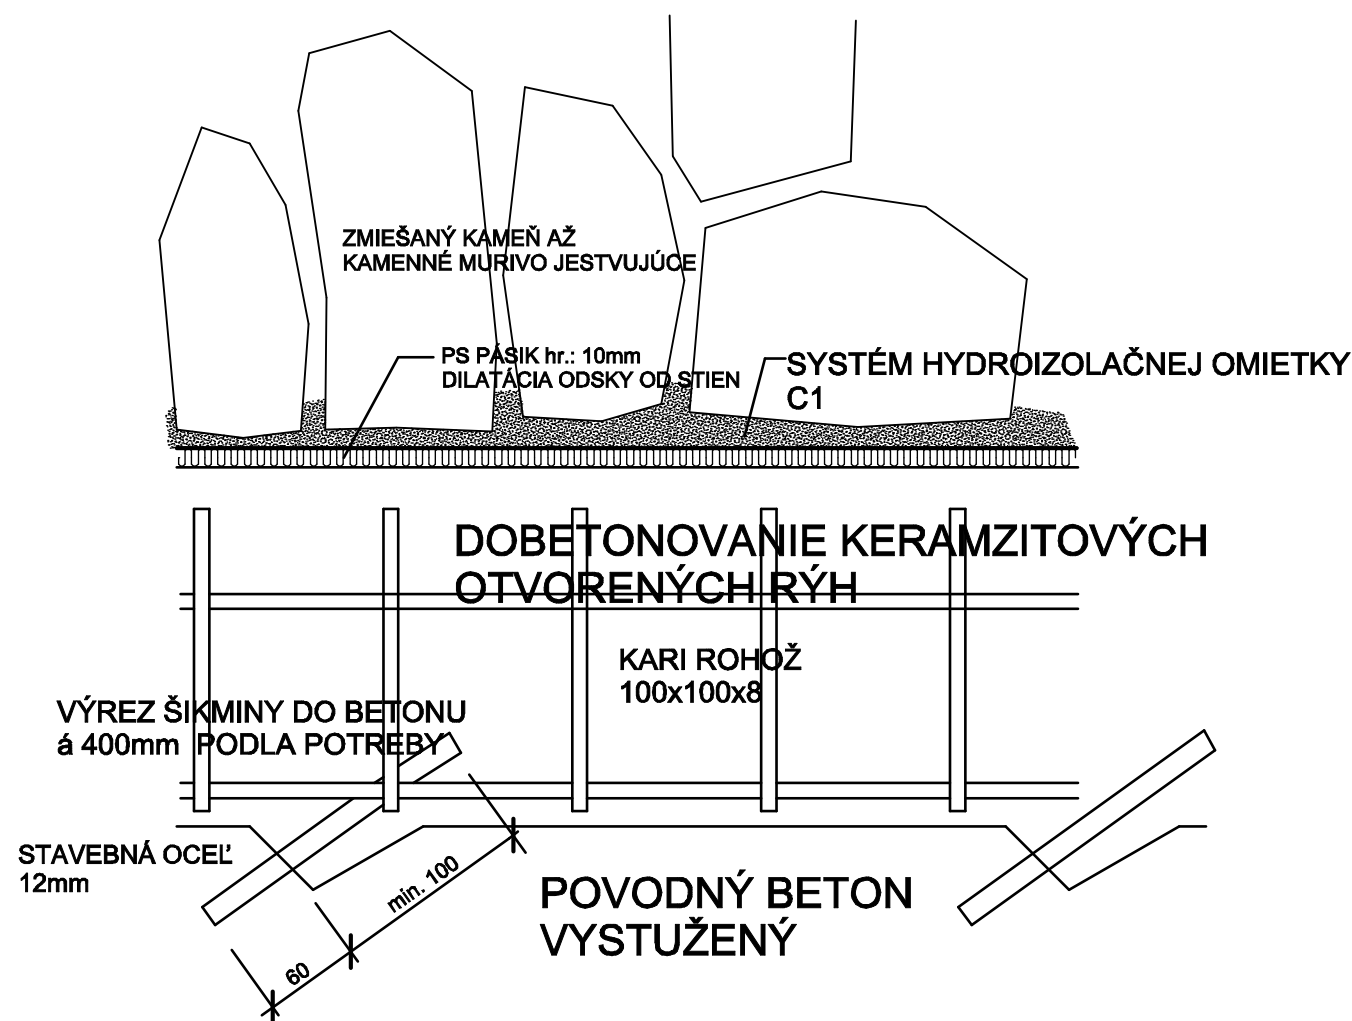 ZMIEŠANÝ KAMEŇ AŽ
KAMENNÉ MURIVO JESTVUJÚCE
PS PÁSIK hr.: 10mm
DILATÁCIA ODSKY OD STIEN
SYSTÉM HYDROIZOLAČNEJ OMIETKY
C1
DOBETONOVANIE KERAMZITOVÝCH
OTVORENÝCH RÝH
KARI ROHOŽ
100x100x8
VÝREZ ŠIKMINY DO BETONU
á 400mm PODLA POTREBY
STAVEBNÁ OCEĽ
12mm
min. 100
60
POVODNÝ BETON
VYSTUŽENÝ